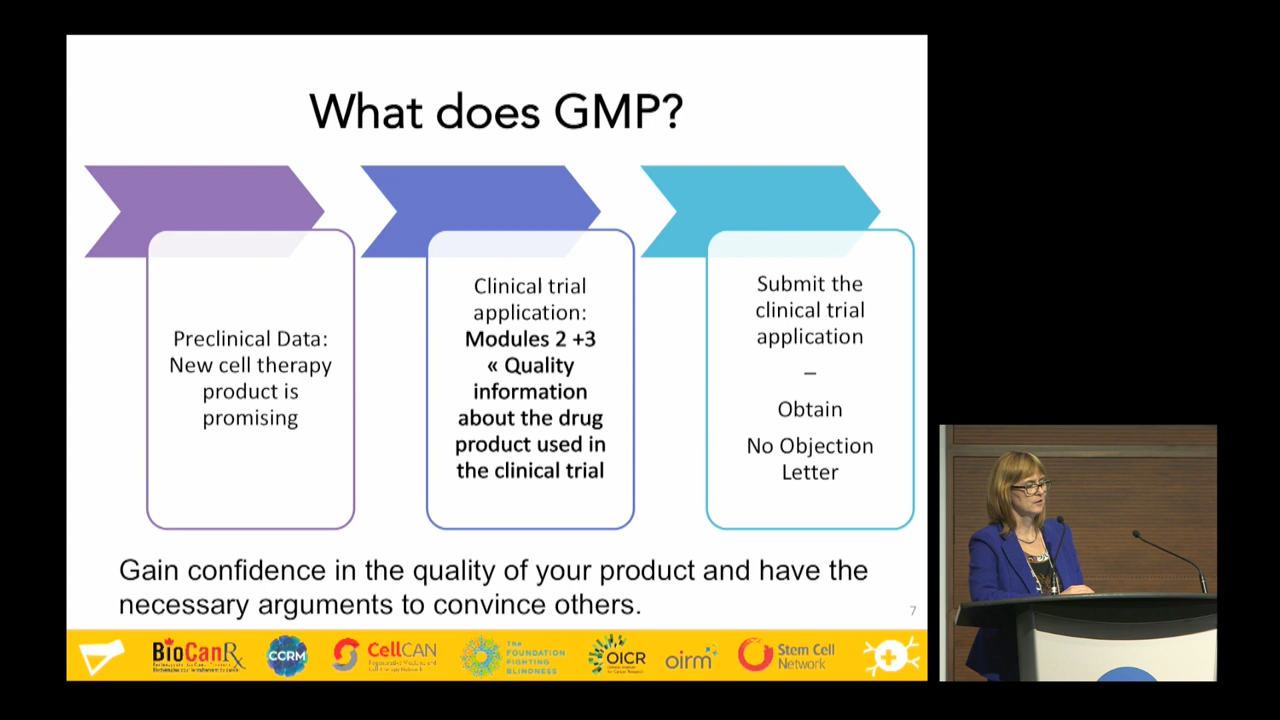 What does GMP?
Preclinical Data:
New cell therapy
product is
promising
Clinical trial
application:
Modules 2 +3
« Quality
information
about the drug
product used in
the clinical trial
Submit the
clinical trial
application
–
Obtain
No Objection
Letter
Gain confidence in the quality of your product and have the
necessary arguments to convince others.
7
BioCanRx
CCRM
CellCAN
THE
FOUNDATION
FIGHTING
BLINDNESS
OICR
oirm
Stem Cell
Network